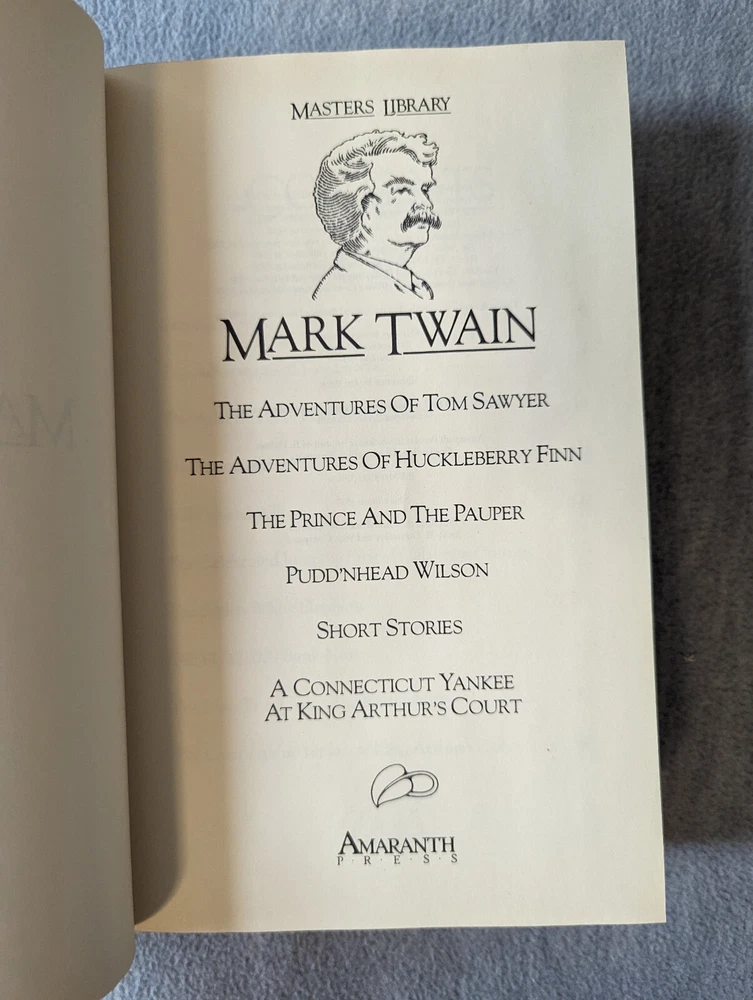 MASTERS LIBRARY
MARK TWAIN
THE ADVENTURES OF TOM SAWYER
THE ADVENTURES OF HUCKLEBERRY FINN
THE PRINCE AND THE PAUPER
PUDD'NHEAD WILSON
SHORT STORIES
A CONNECTICUT YANKEE
AT KING ARTHUR'S COURT
AMARANTH
P·R·E·S·S